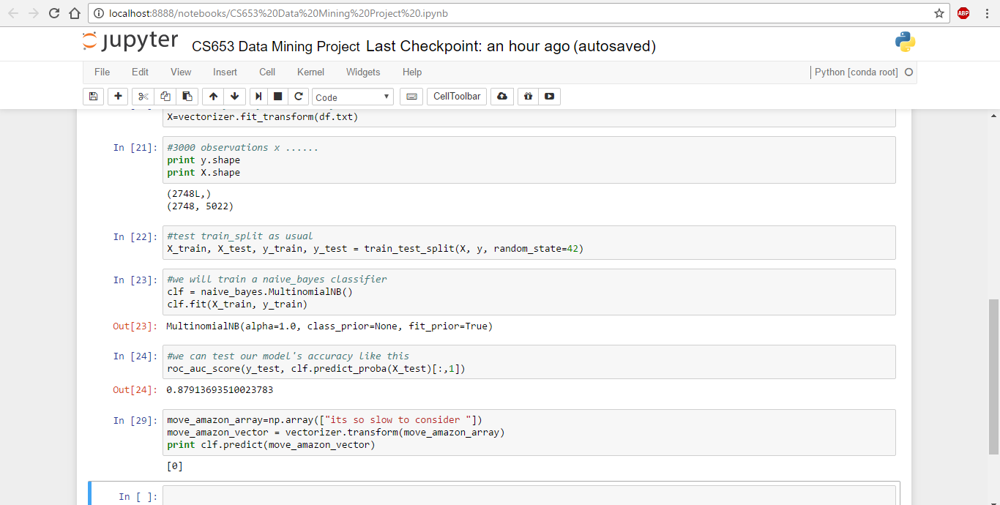 localhost:8888/notebooks/CS653%20Data%20Mining%20Project%20.ipynb
ABP
jupyter CS653 Data Mining Project Last Checkpoint: an hour ago (autosaved)
File Edit View Insert Cell Kernel Widgets Help Python [conda root]
Code CellToolbar
X=vectorizer.fit_transform(df.txt)
In [21]: #3000 observations x ......
print y.shape
print X.shape
(2748L,)
(2748, 5022)
In [22]: #test train_split as usual
X_train, X_test, y_train, y_test = train_test_split(X, y, random_state=42)
In [23]: #we will train a naive_bayes classifier
clf = naive_bayes.MultinomialNB()
clf.fit(X_train, y_train)
Out[23]: MultinomialNB(alpha=1.0, class_prior=None, fit_prior=True)
In [24]: #we can test our model's accuracy like this
roc_auc_score(y_test, clf.predict_proba(X_test)[:,1])
Out[24]: 0.87913693510023783
In [29]: move_amazon_array=np.array(["its so slow to consider "])
move_amazon_vector = vectorizer.transform(move_amazon_array)
print clf.predict(move_amazon_vector)
[0]
In [ ]: